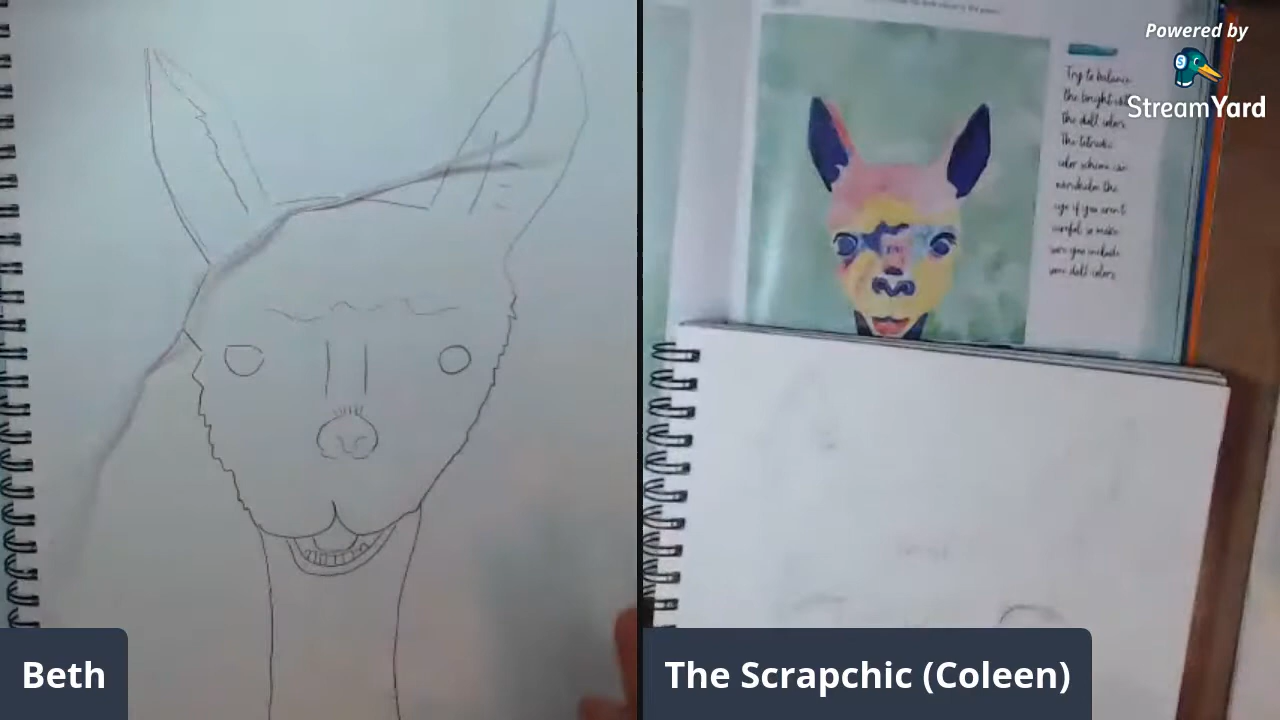 Powered by
StreamYard
Try to balance
the bright with
the dull colors.
The tetradic
color scheme can
overwhelm the
eye if you aren't
careful, so make
sure you include
some dull colors.
Beth
The Scrapchic (Coleen)